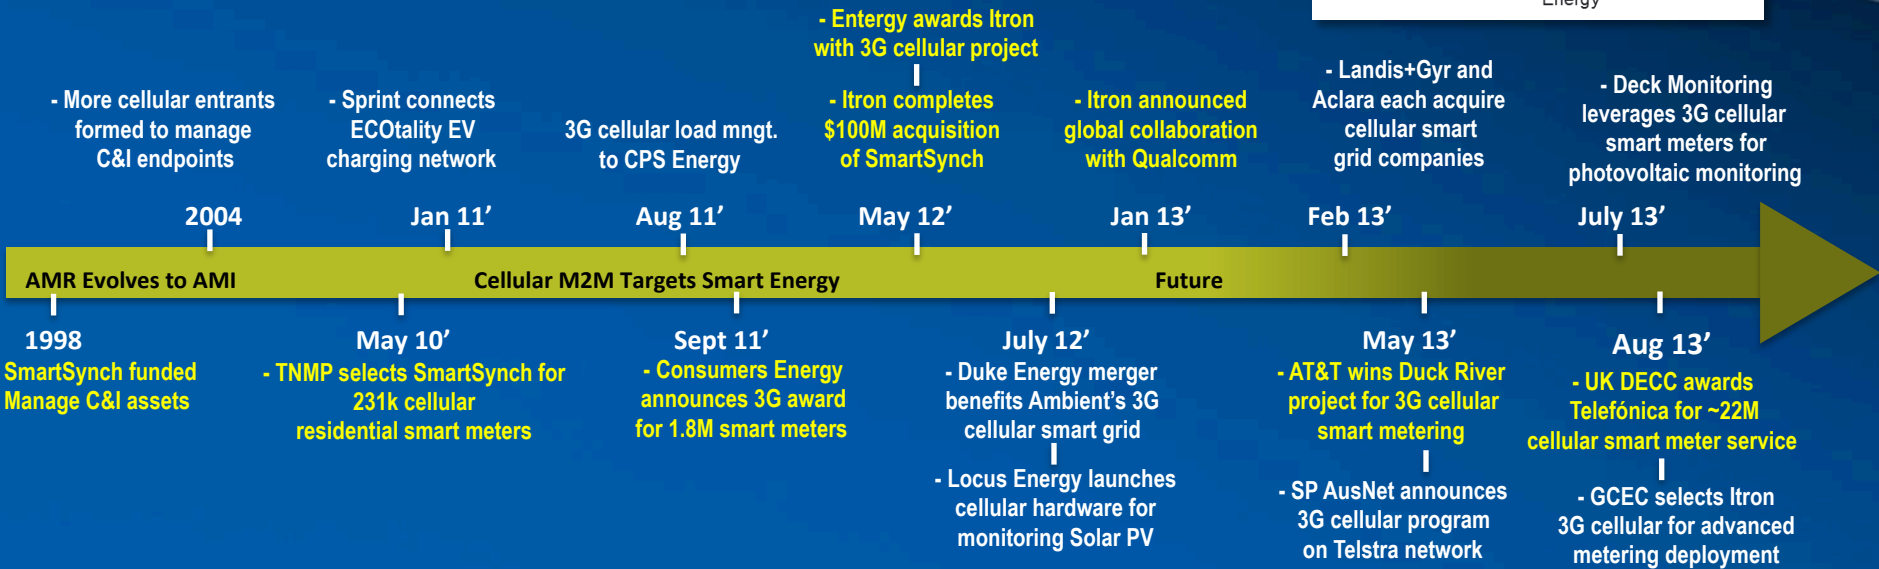 Energy
- Entergy awards Itron
with 3G cellular project
- More cellular entrants
formed to manage
C&I endpoints
2004
- Sprint connects
ECOtality EV
charging network
Jan 11’
3G cellular load mngt.
to CPS Energy
Aug 11’
- Itron completes
$100M acquisition
of SmartSynch
May 12’
- Itron announced
global collaboration
with Qualcomm
Jan 13’
- Landis+Gyr and
Aclara each acquire
cellular smart
grid companies
Feb 13’
- Deck Monitoring
leverages 3G cellular
smart meters for
photovoltaic monitoring
July 13’
AMR Evolves to AMI
Cellular M2M Targets Smart Energy
Future
1998
SmartSynch funded
Manage C&I assets
May 10’
- TNMP selects SmartSynch for
231k cellular
residential smart meters
Sept 11’
- Consumers Energy
announces 3G award
for 1.8M smart meters
July 12’
- Duke Energy merger
benefits Ambient’s 3G
cellular smart grid
- Locus Energy launches
cellular hardware for
monitoring Solar PV
May 13’
- AT&T wins Duck River
project for 3G cellular
smart metering
- SP AusNet announces
3G cellular program
on Telstra network
Aug 13’
- UK DECC awards
Telefónica for ~22M
cellular smart meter service
- GCEC selects Itron
3G cellular for advanced
metering deployment